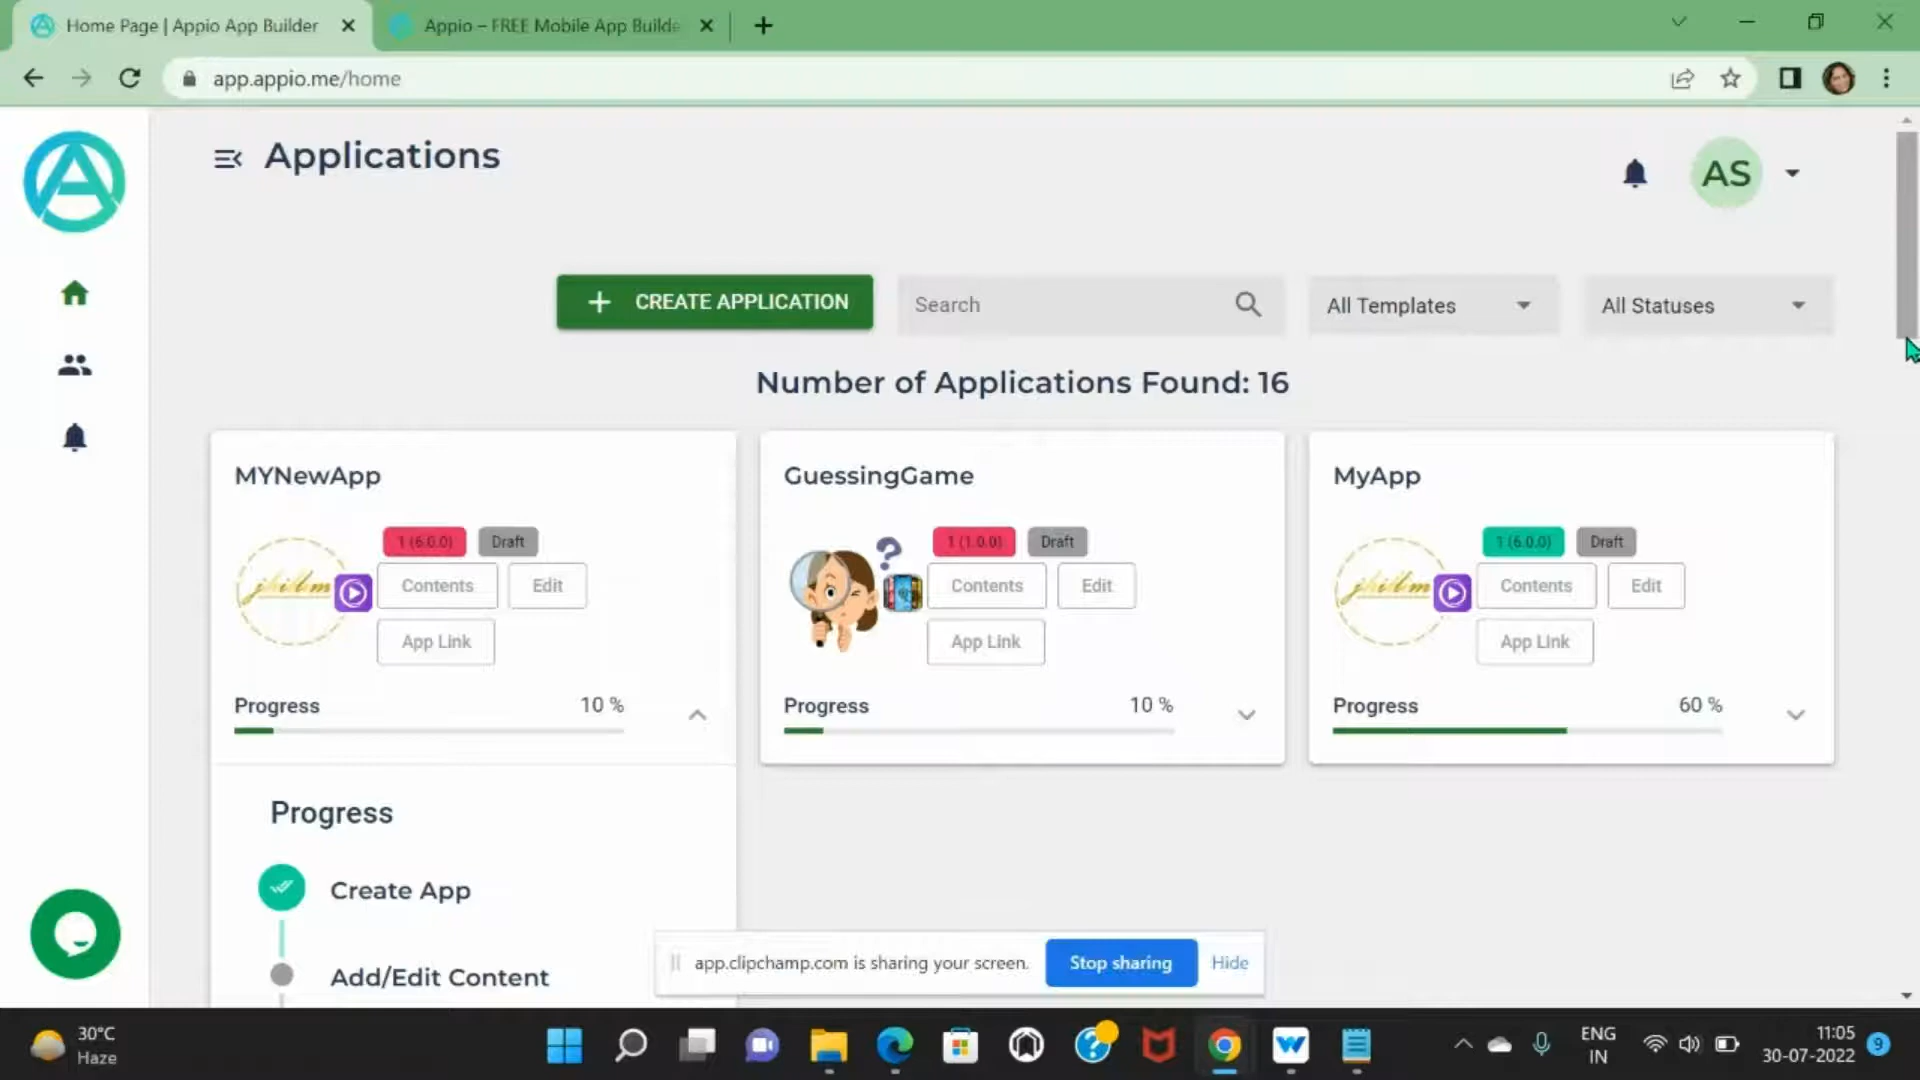 Home Page | Appio App Builder
Appio – FREE Mobile App Builde
app.appio.me/home
Applications
AS
CREATE APPLICATION
Search
All Templates
All Statuses
Number of Applications Found: 16
MYNewApp
1 (6.0.0)
Draft
Contents
Edit
App Link
Progress
10 %
GuessingGame
1 (1.0.0)
Draft
Contents
Edit
App Link
Progress
10 %
MyApp
1 (6.0.0)
Draft
Contents
Edit
App Link
Progress
60 %
Progress
Create App
Add/Edit Content
app.clipchamp.com is sharing your screen.
Stop sharing
Hide
30°C
Haze
ENG
IN
11:05
30-07-2022
9